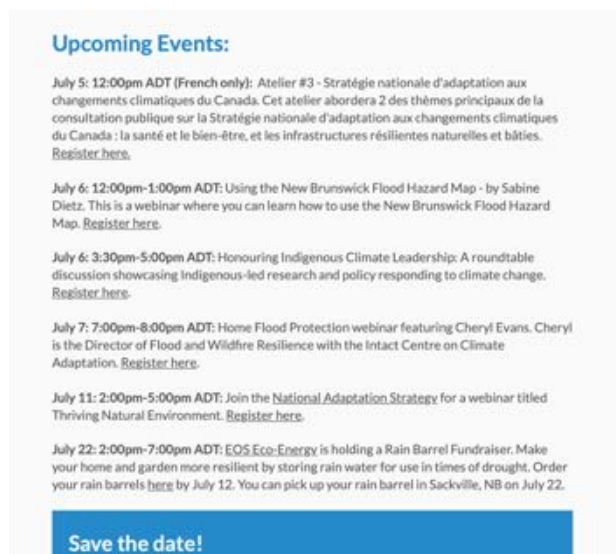 Upcoming Events:
July 5: 12:00pm ADT (French only): Atelier #3 - Stratégie nationale d'adaptation aux
changements climatiques du Canada. Cet atelier abordera 2 des thèmes principaux de la
consultation publique sur la Stratégie nationale d'adaptation aux changements climatiques
du Canada : la santé et le bien-être, et les infrastructures résilientes naturelles et bâties.
Register here.
July 6: 12:00pm-1:00pm ADT: Using the New Brunswick Flood Hazard Map - by Sabine
Dietz. This is a webinar where you can learn how to use the New Brunswick Flood Hazard
Map. Register here.
July 6: 3:30pm-5:00pm ADT: Honouring Indigenous Climate Leadership: A roundtable
discussion showcasing Indigenous-led research and policy responding to climate change.
Register here.
July 7: 7:00pm-8:00pm ADT: Home Flood Protection webinar featuring Cheryl Evans. Cheryl
is the Director of Flood and Wildfire Resilience with the Intact Centre on Climate
Adaptation. Register here.
July 11: 2:00pm-5:00pm ADT: Join the National Adaptation Strategy for a webinar titled
Thriving Natural Environment. Register here.
July 22: 2:00pm-7:00pm ADT: EOS Eco-Energy is holding a Rain Barrel Fundraiser. Make
your home and garden more resilient by storing rain water for use in times of drought. Order
your rain barrels here by July 12. You can pick up your rain barrel in Sackville, NB on July 22.
Save the date!